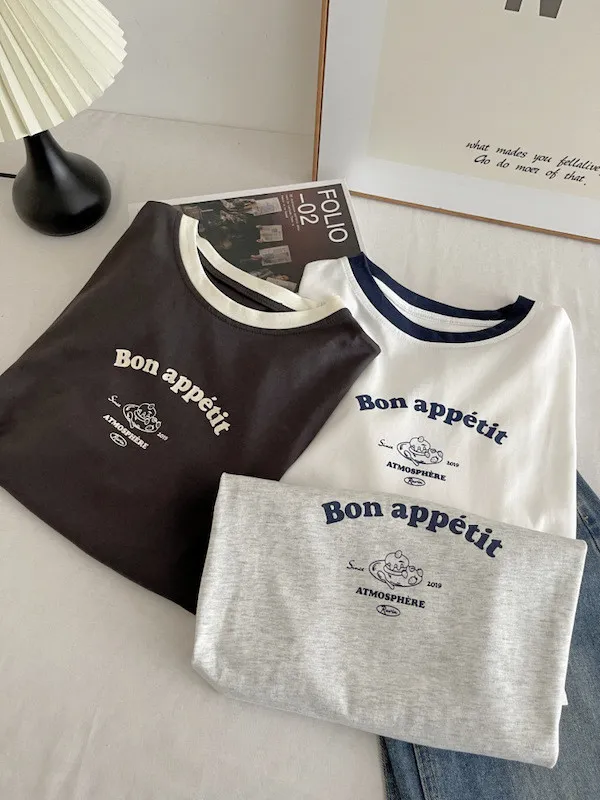 what mades you fellative,
Go do moer of that.
FOLIO
-02
Bon appétit
Since 2019
ATMOSPHÈRE
Bon appétit
Since 2019
ATMOSPHÈRE
Bon appétit
Since 2019
ATMOSPHÈRE